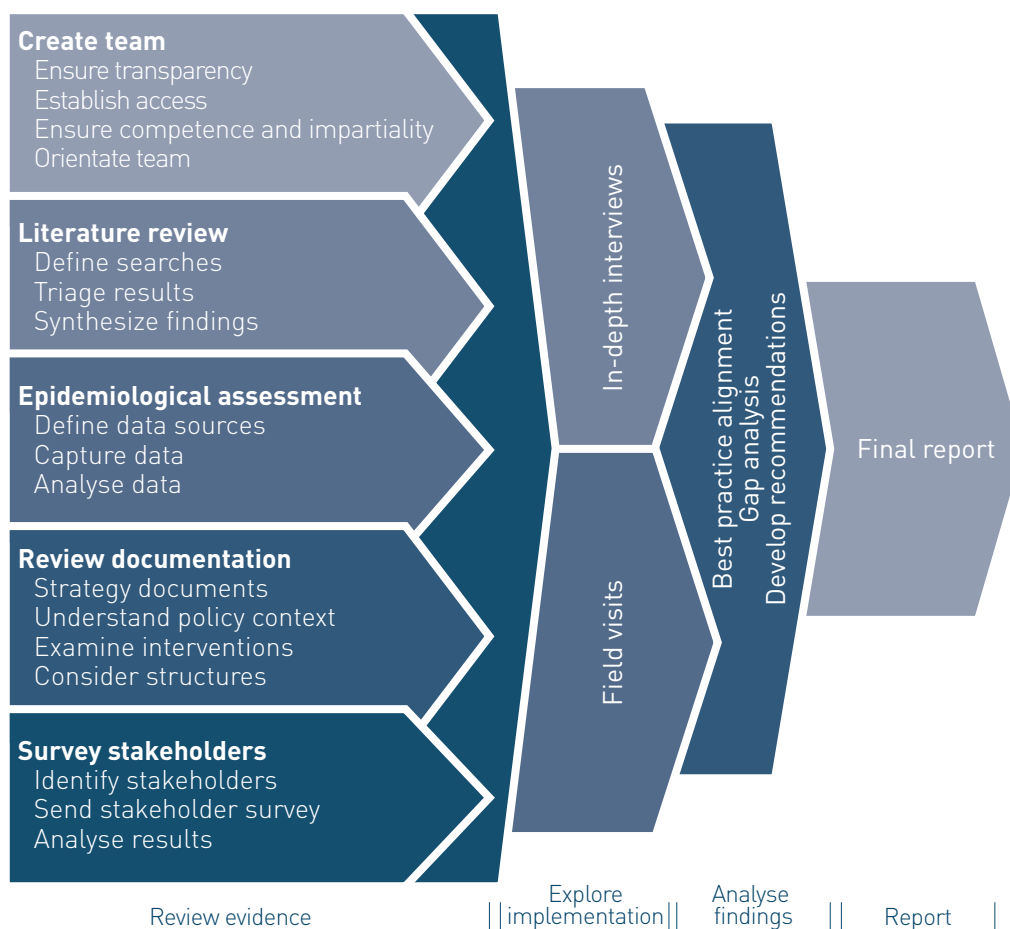 Create team
Ensure transparency
Establish access
Ensure competence and impartiality
Orientate team
Literature review
Define searches
Triage results
Synthesize findings
Epidemiological assessment
Define data sources
Capture data
Analyse data
Review documentation
Strategy documents
Understand policy context
Examine interventions
Consider structures
Survey stakeholders
Identify stakeholders
Send stakeholder survey
Analyse results
In-depth interviews
Field visits
Best practice alignment
Gap analysis
Develop recommendations
Final report
Review evidence
Explore
implementation
Analyse
findings
Report